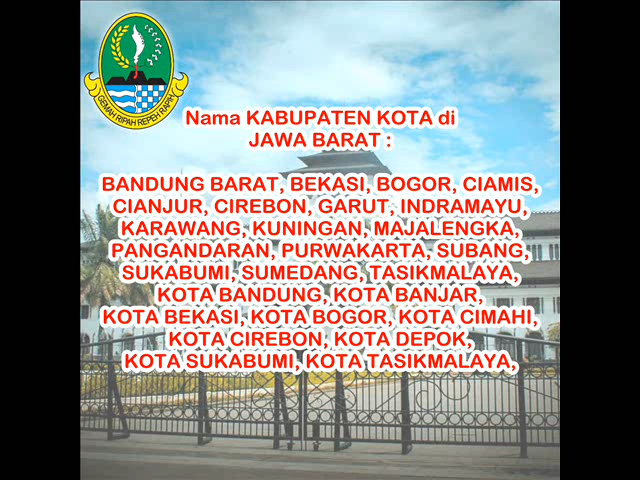 GEMAH RIPAH REPEH RAPIH
Nama KABUPATEN KOTA di
JAWA BARAT :
BANDUNG BARAT, BEKASI, BOGOR, CIAMIS,
CIANJUR, CIREBON, GARUT, INDRAMAYU,
KARAWANG, KUNINGAN, MAJALENGKA,
PANGANDARAN, PURWAKARTA, SUBANG,
SUKABUMI, SUMEDANG, TASIKMALAYA,
KOTA BANDUNG, KOTA BANJAR,
KOTA BEKASI, KOTA BOGOR, KOTA CIMAHI,
KOTA CIREBON, KOTA DEPOK,
KOTA SUKABUMI, KOTA TASIKMALAYA,